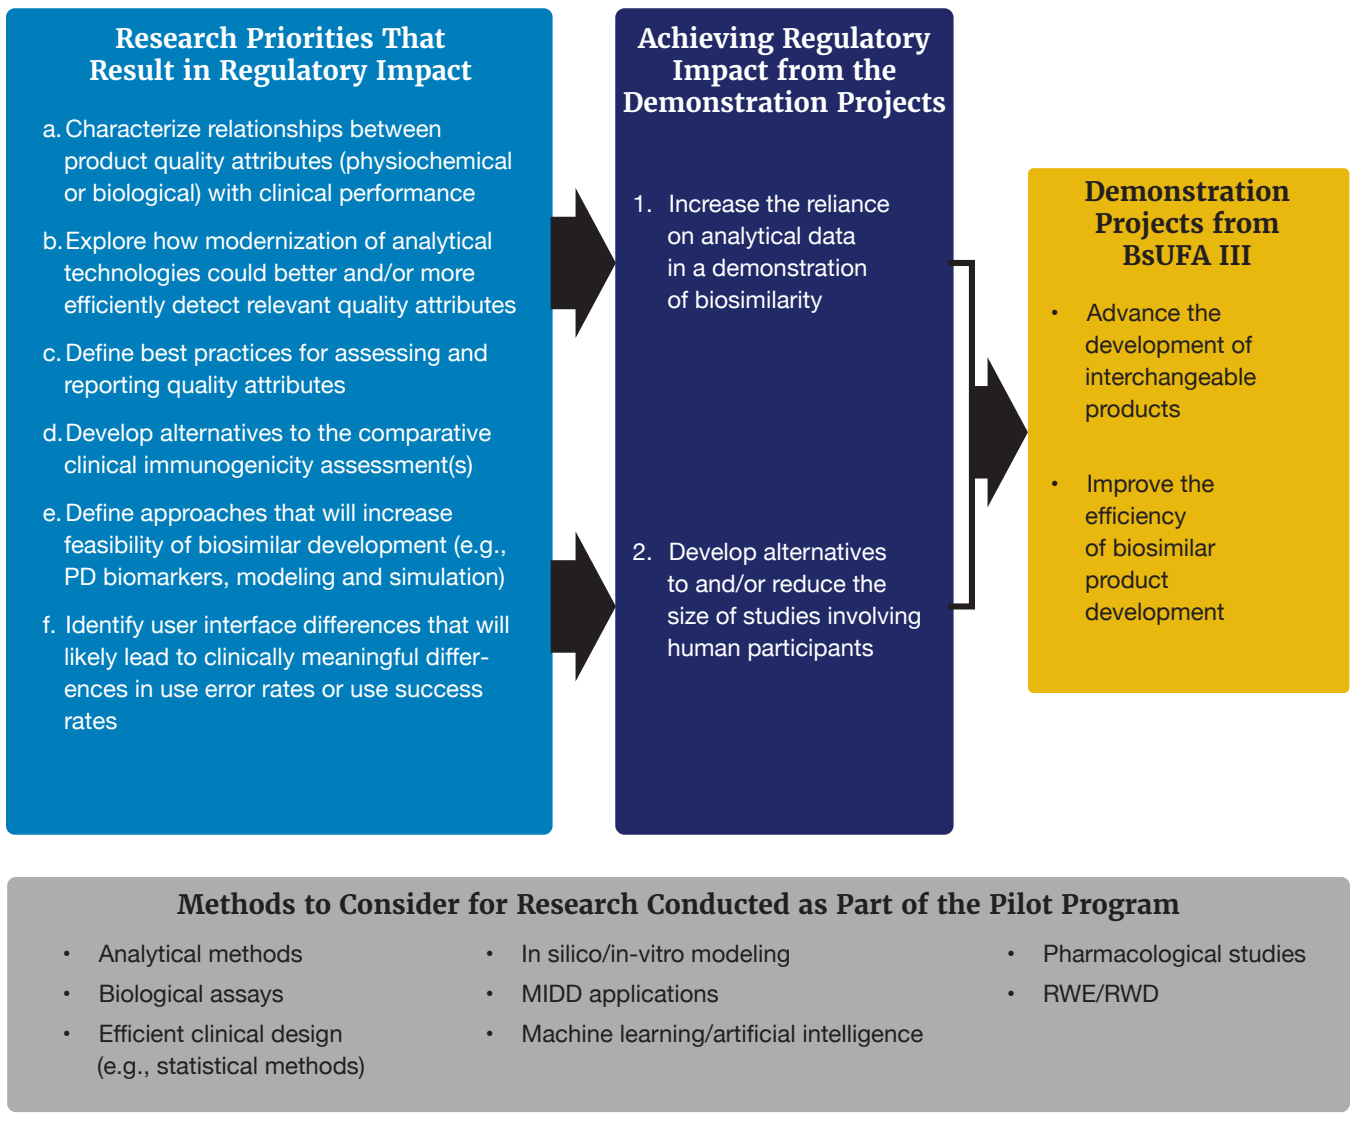 Research Priorities That
Result in Regulatory Impact
a. Characterize relationships between
product quality attributes (physiochemical
or biological) with clinical performance
b. Explore how modernization of analytical
technologies could better and/or more
efficiently detect relevant quality attributes
c. Define best practices for assessing and
reporting quality attributes
d. Develop alternatives to the comparative
clinical immunogenicity assessment(s)
e. Define approaches that will increase
feasibility of biosimilar development (e.g.,
PD biomarkers, modeling and simulation)
f. Identify user interface differences that will
likely lead to clinically meaningful differ-
ences in use error rates or use success
rates
Achieving Regulatory
Impact from the
Demonstration Projects
1. Increase the reliance
on analytical data
in a demonstration
of biosimilarity
2. Develop alternatives
to and/or reduce the
size of studies involving
human participants
Demonstration
Projects from
BsUFA III
• Advance the
development of
interchangeable
products
• Improve the
efficiency
of biosimilar
product
development
Methods to Consider for Research Conducted as Part of the Pilot Program
• Analytical methods
• Biological assays
• Efficient clinical design
(e.g., statistical methods)
• In silico/in-vitro modeling
• MIDD applications
• Machine learning/artificial intelligence
• Pharmacological studies
• RWE/RWD